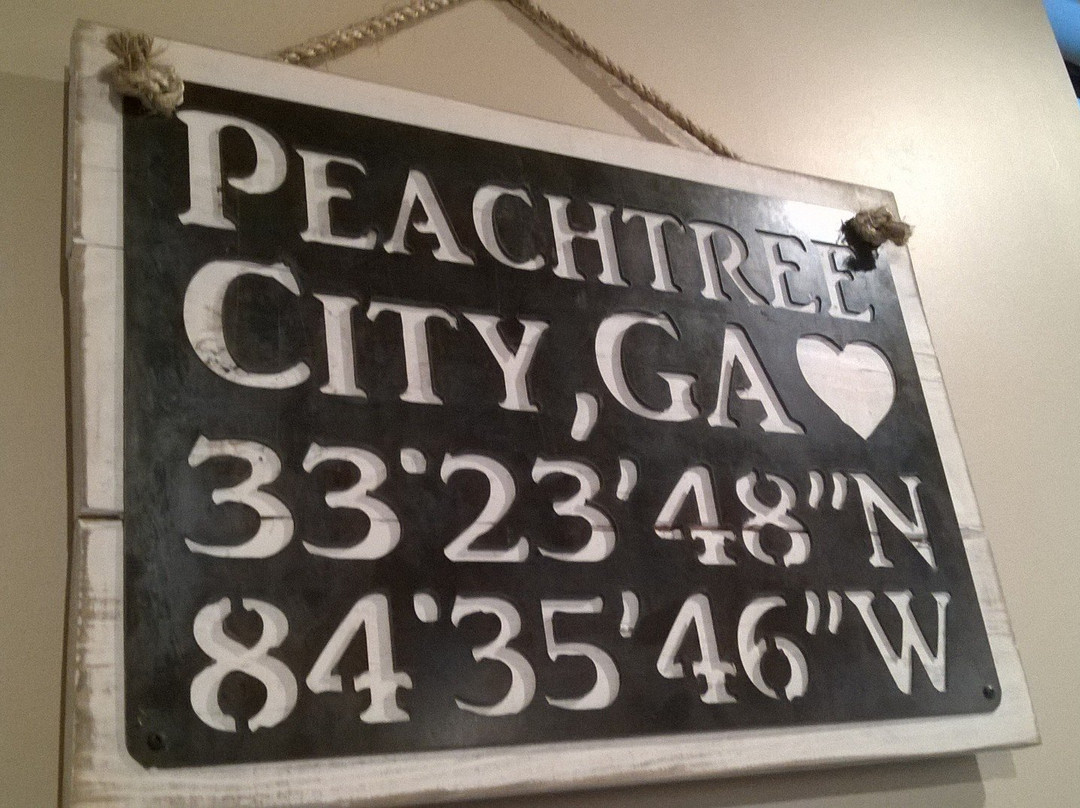 PEACHTREE
CITY, GA♥
33°23'48"N
84°35'46"W